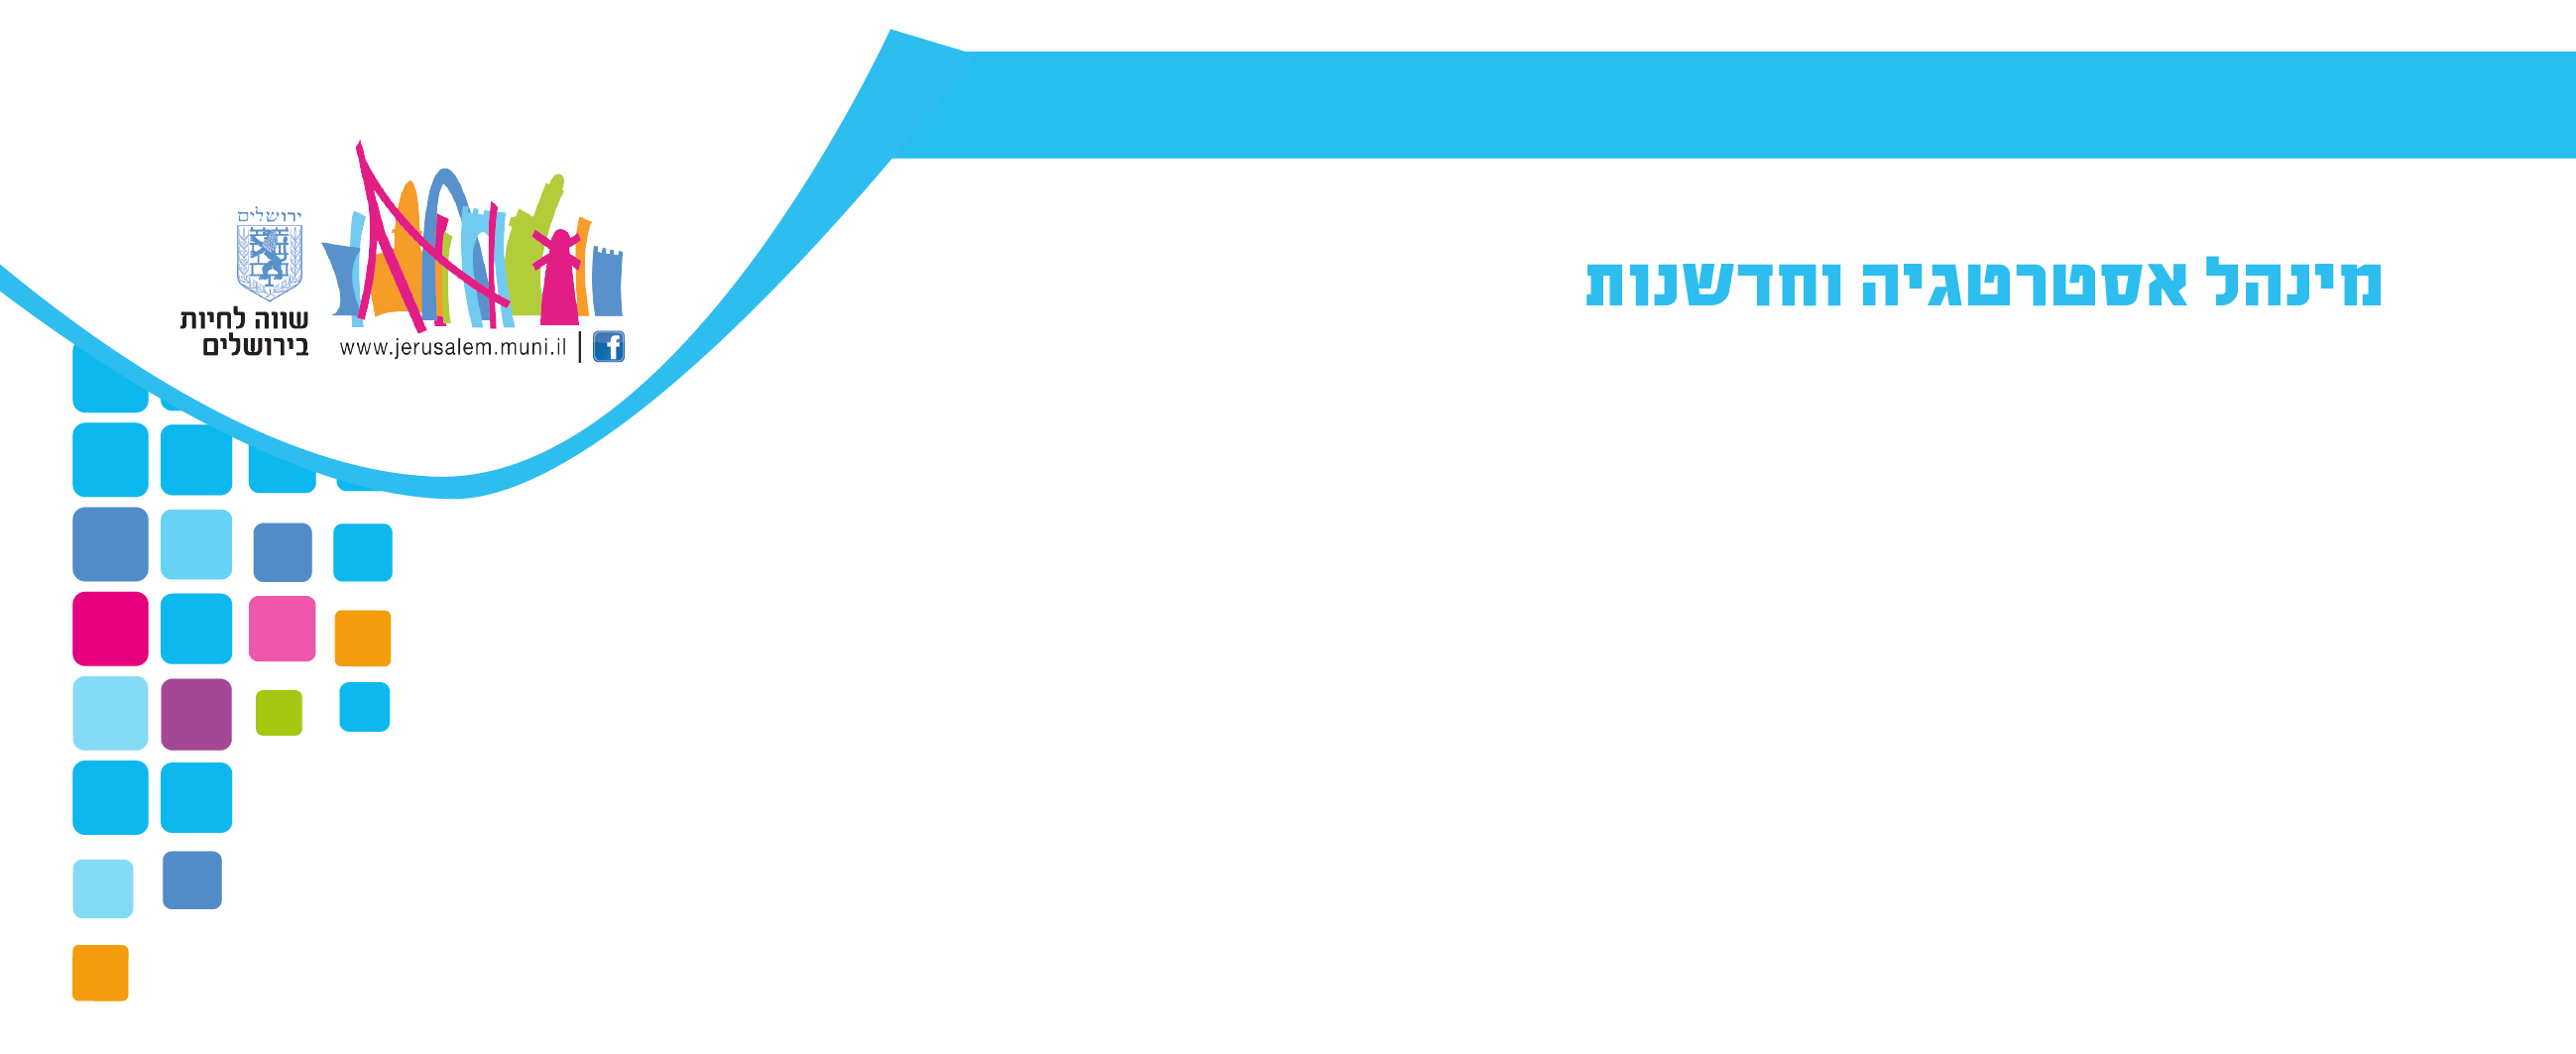 מינהל אסטרטגיה וחדשנות
ירושלים
שווה לחיות
בירושלים
www.jerusalem.muni.il | f